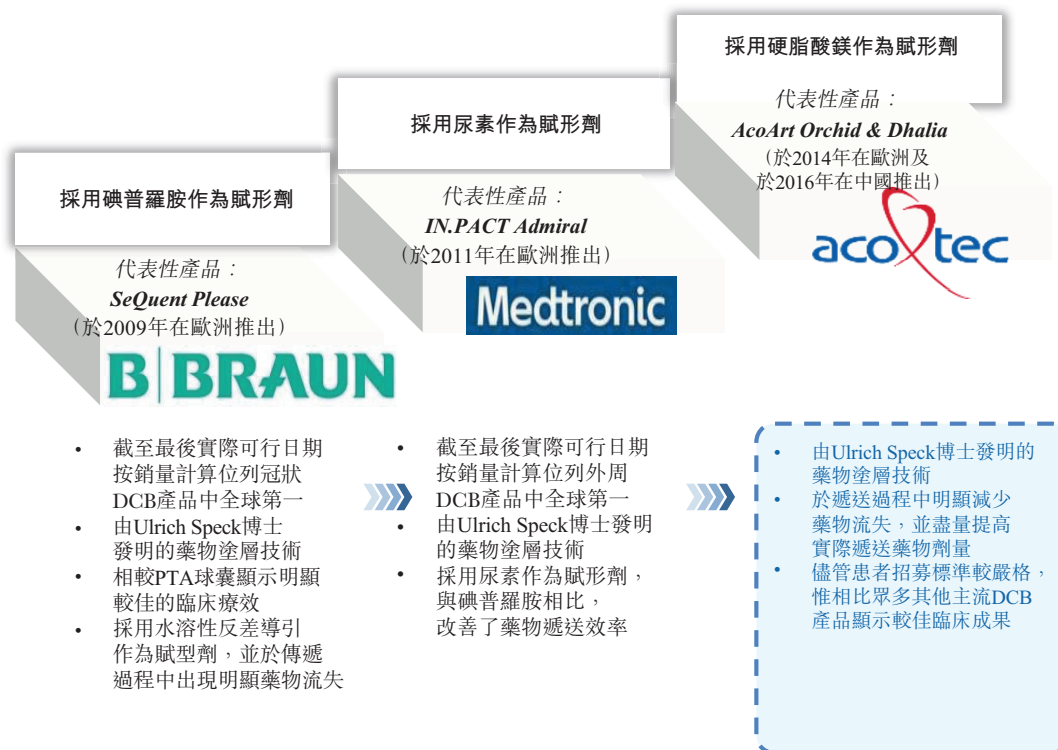 採用碘普羅胺作為賦形劑
代表性產品：
SeQuent Please
（於2009年在歐洲推出）
B|BRAUN
• 截至最後實際可行日期
按銷量計算位列冠狀
DCB產品中全球第一
• 由Ulrich Speck博士
發明的藥物塗層技術
• 相較PTA球囊顯示明顯
較佳的臨床療效
• 採用水溶性反差導引
作為賦型劑，並於傳遞
過程中出現明顯藥物流失
採用尿素作為賦形劑
代表性產品：
IN.PACT Admiral
（於2011年在歐洲推出）
Medtronic
• 截至最後實際可行日期
按銷量計算位列外周
DCB產品中全球第一
• 由Ulrich Speck博士發明
的藥物塗層技術
• 採用尿素作為賦形劑，
與碘普羅胺相比，
改善了藥物遞送效率
採用硬脂酸鎂作為賦形劑
代表性產品：
AcoArt Orchid & Dhalia
（於2014年在歐洲及
於2016年在中國推出）
acotec
• 由Ulrich Speck博士發明的
藥物塗層技術
• 於遞送過程中明顯減少
藥物流失，並盡量提高
實際遞送藥物劑量
• 儘管患者招募標準較嚴格，
惟相比眾多其他主流DCB
產品顯示較佳臨床成果